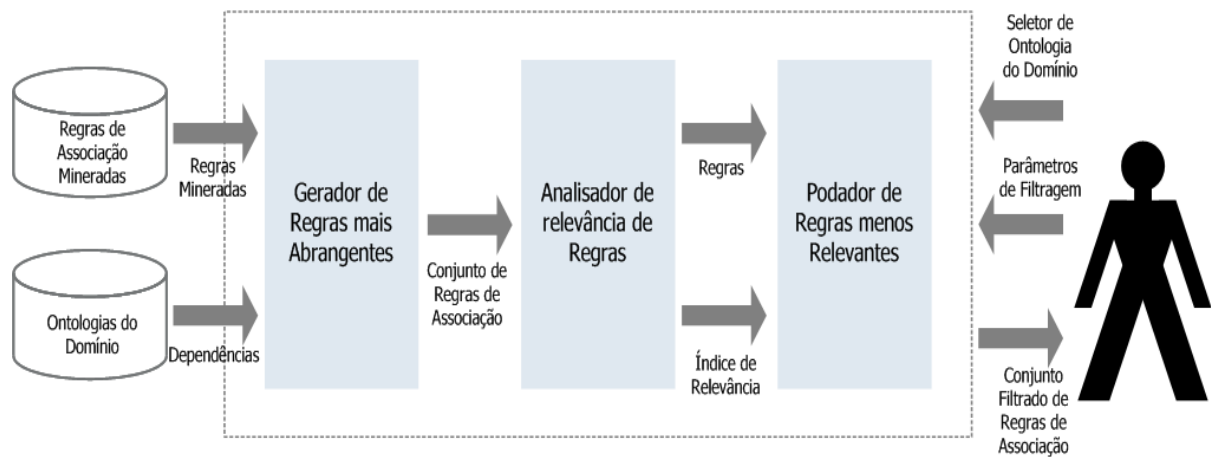 Regras de
Associação
Mineradas
Regras
Mineradas
Ontologias do
Domínio
Dependências
Gerador de
Regras mais
Abrangentes
Conjunto de
Regras de
Associação
Analisador de
relevância de
Regras
Regras
Índice de
Relevância
Podador de
Regras menos
Relevantes
Seletor de
Ontologia
do Domínio
Parâmetros
de Filtragem
Conjunto
Filtrado de
Regras de
Associação